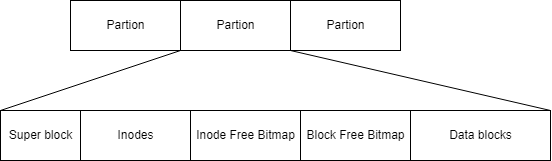 Partion Partion Partion
Super block Inodes Inode Free Bitmap Block Free Bitmap Data blocks